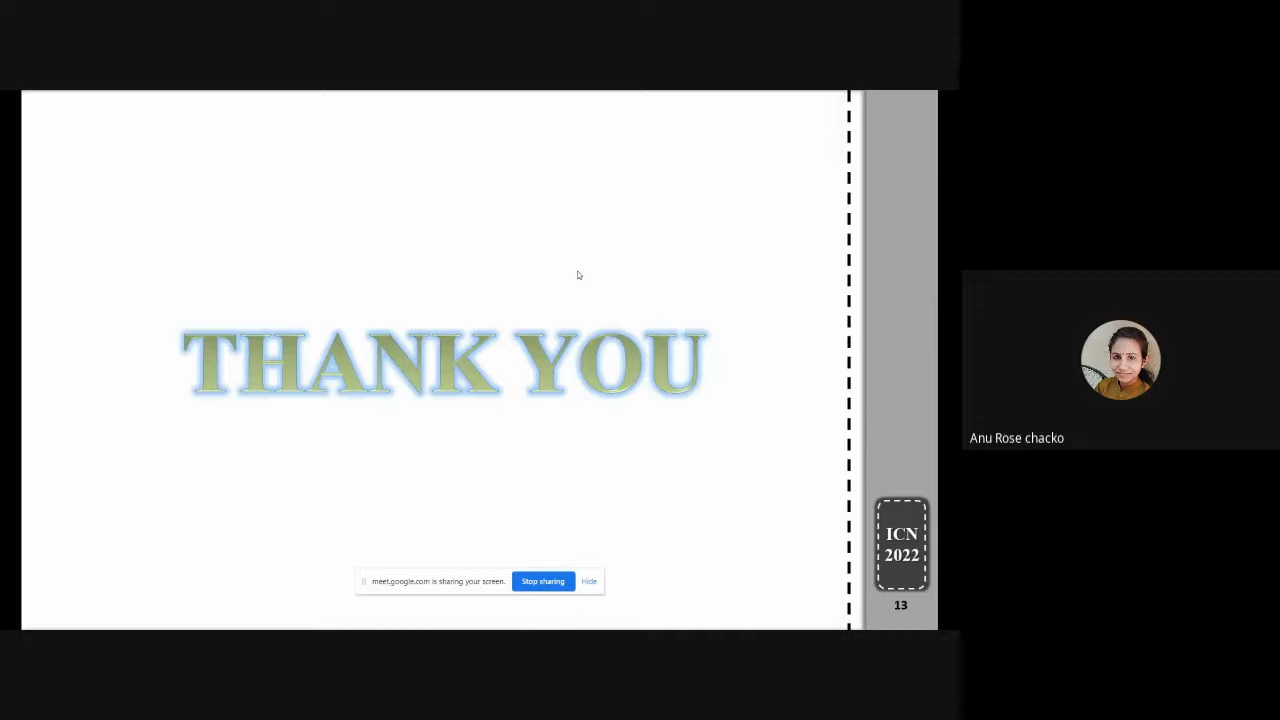 THANK YOU
meet.google.com is sharing your screen. Stop sharing Hide
ICN
2022
13
Anu Rose chacko